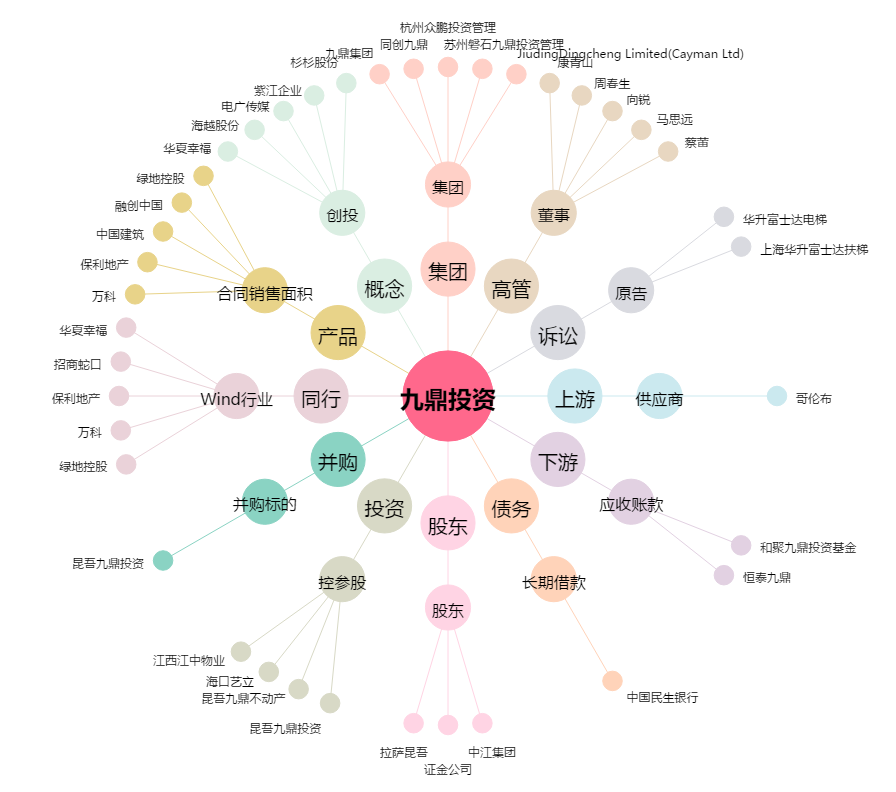 杭州众鹏投资管理
同创九鼎
苏州磐石九鼎投资管理
九鼎集团
JiudingDingcheng Limited(Cayman Ltd)
杉杉股份
康青山
紫江企业
周春生
电广传媒
向锐
海越股份
马思远
华夏幸福
蔡苗
绿地控股
集团
融创中国
创投
董事
华升富士达电梯
中国建筑
上海华升富士达扶梯
保利地产
集团
万科
合同销售面积
概念
高管
原告
华夏幸福
产品
诉讼
招商蛇口
保利地产
Wind行业
同行
九鼎投资
上游
供应商
哥伦布
万科
绿地控股
并购
下游
并购标的
投资
股东
债务
应收账款
昆吾九鼎投资
和聚九鼎投资基金
控参股
长期借款
恒泰九鼎
股东
江西江中物业
海口艺立
昆吾九鼎不动产
中国民生银行
昆吾九鼎投资
拉萨昆吾
中江集团
证金公司